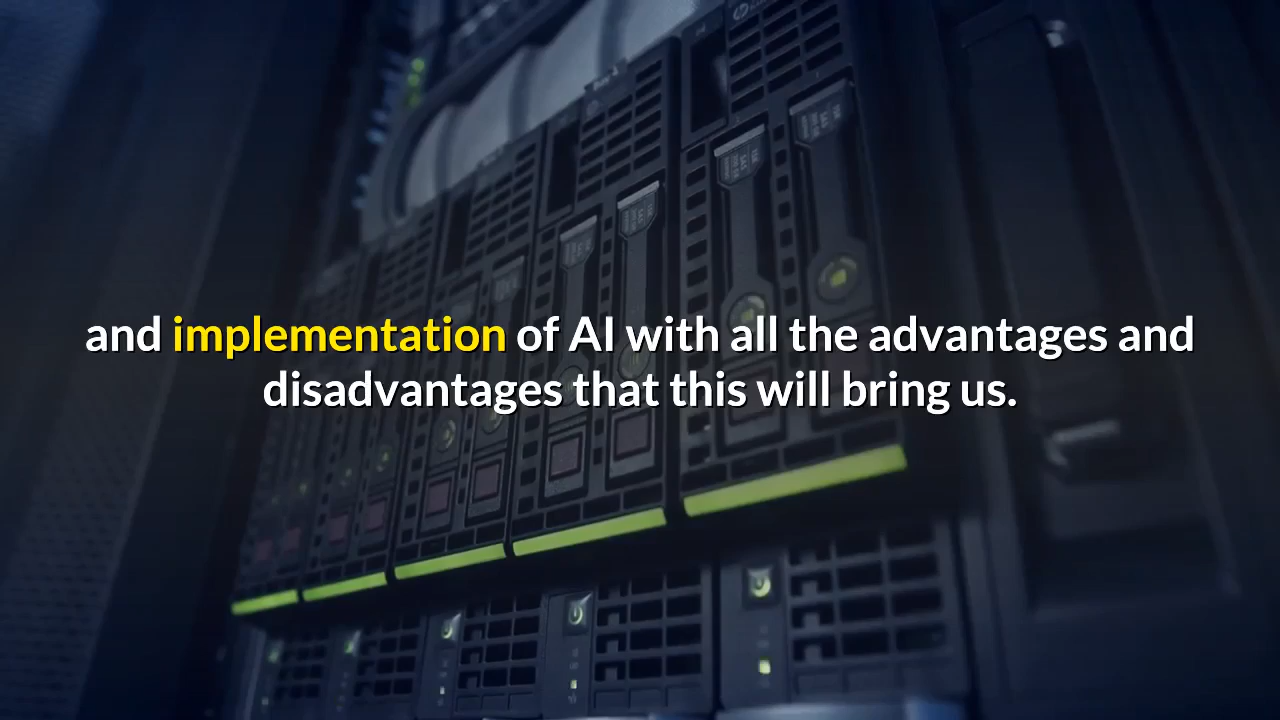 and implementation of AI with all the advantages and
disadvantages that this will bring us.